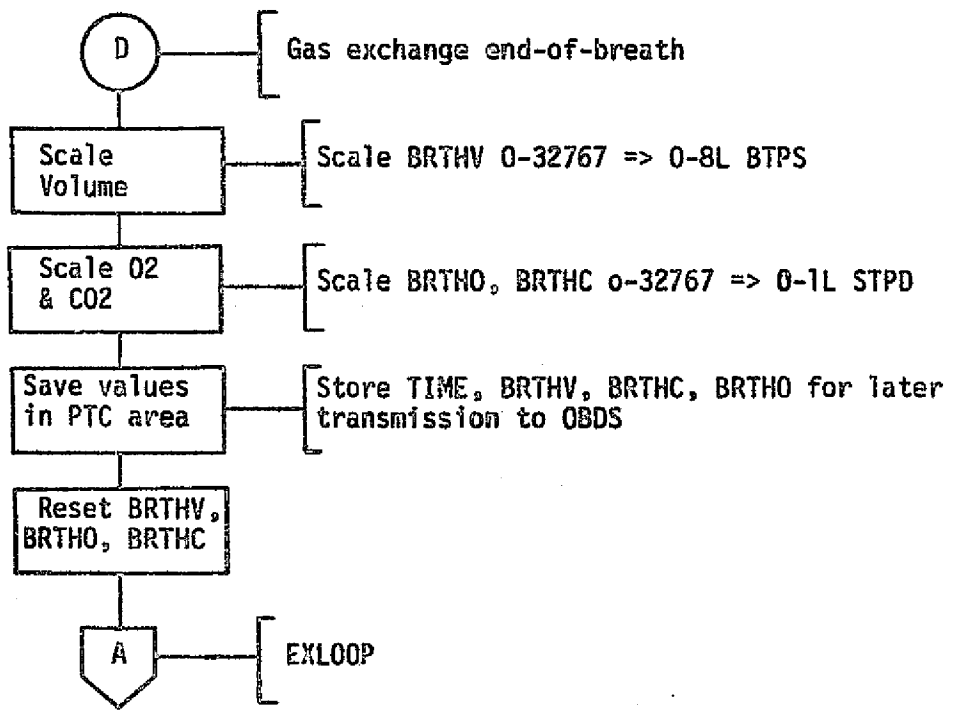 D
Gas exchange end-of-breath
Scale
Volume
Scale BRTHV 0-32767 => 0-8L BTPS
Scale O2
& CO2
Scale BRTHO, BRTHC o-32767 => 0-1L STPD
Save values
in PTC area
Store TIME, BRTHV, BRTHC, BRTHO for later
transmission to OBDS
Reset BRTHV,
BRTHO, BRTHC
A
EXLOOP